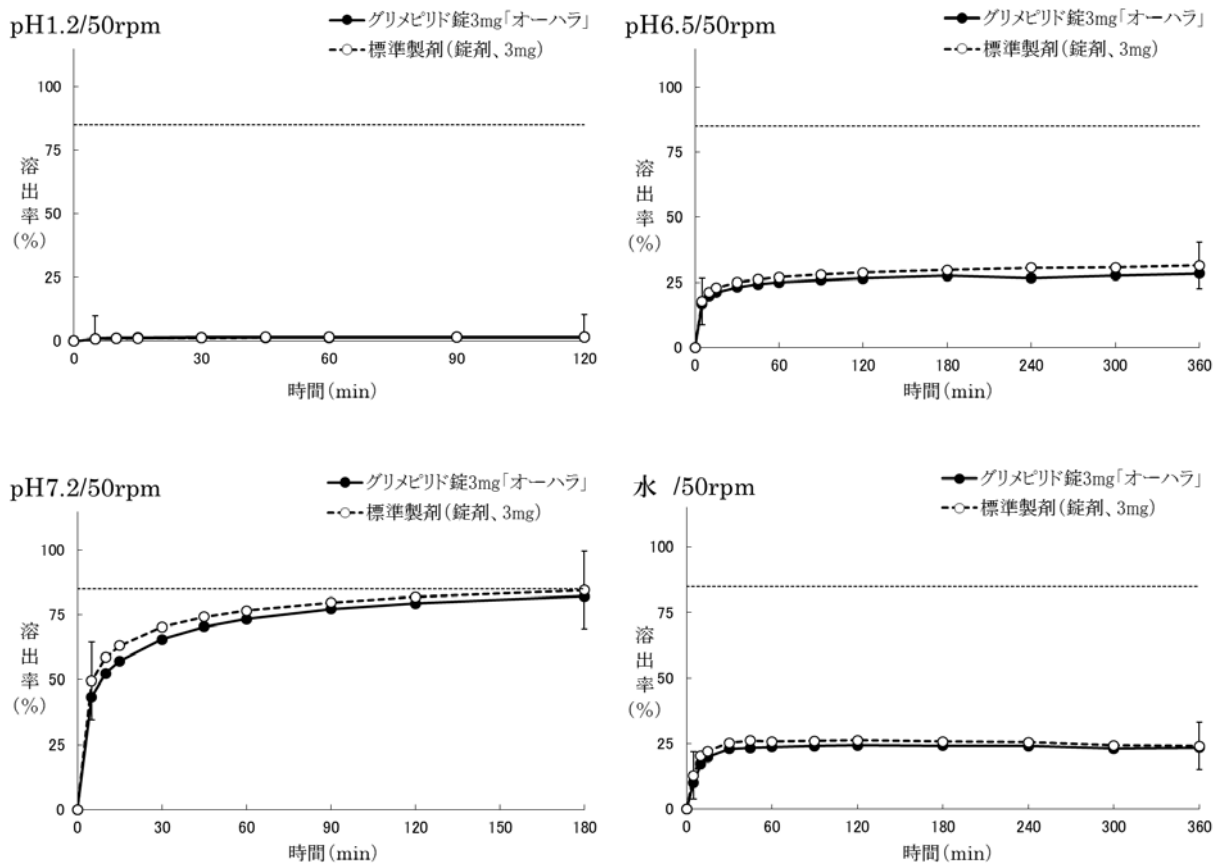 pH1.2/50rpm
グリメピリド錠3mg「オーハラ」
標準製剤(錠剤、3mg)
100
75
50
25
0
溶出率(%)
0 30 60 90 120
時間(min)
pH6.5/50rpm
グリメピリド錠3mg「オーハラ」
標準製剤(錠剤、3mg)
100
75
50
25
0
溶出率(%)
0 60 120 180 240 300 360
時間(min)
pH7.2/50rpm
グリメピリド錠3mg「オーハラ」
標準製剤(錠剤、3mg)
100
75
50
25
0
溶出率(%)
0 30 60 90 120 150 180
時間(min)
水 /50rpm
グリメピリド錠3mg「オーハラ」
標準製剤(錠剤、3mg)
100
75
50
25
0
溶出率(%)
0 60 120 180 240 300 360
時間(min)